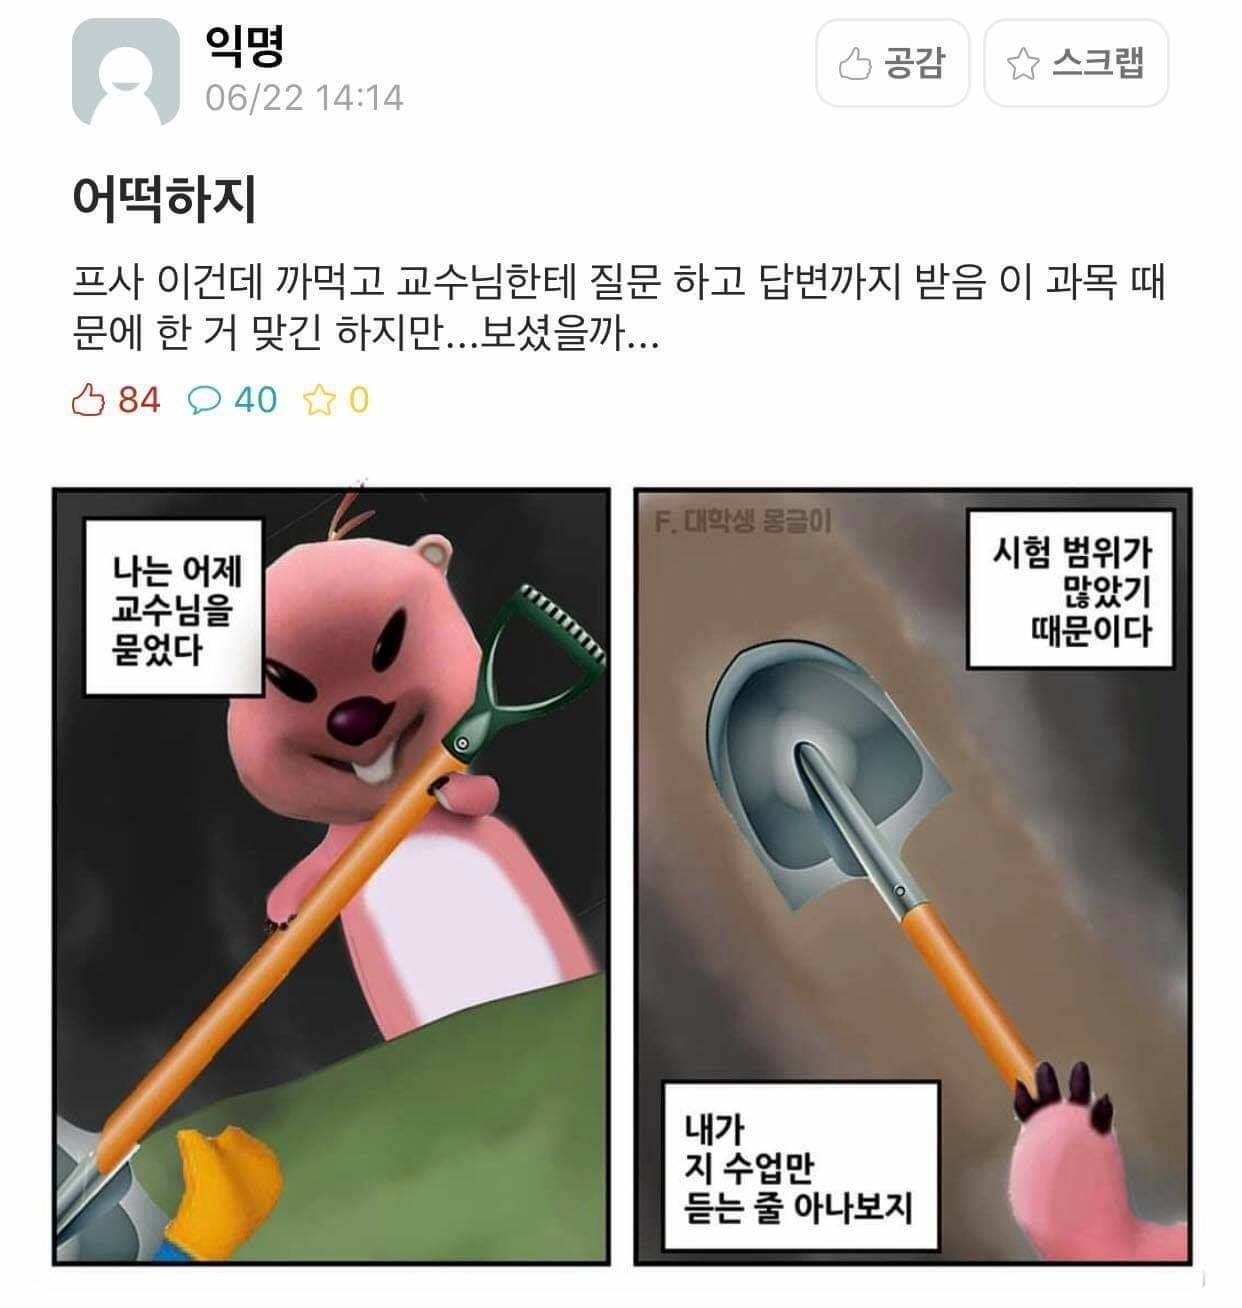 익명
06/22 14:14
공감
스크랩
어떡하지
프사 이건데 까먹고 교수님한테 질문 하고 답변까지 받음 이 과목 때
문에 한 거 맞긴 하지만...보셨을까...
84 40 0
나는 어제
교수님을
묻었다
F. 대학생 몽글이
시험 범위가
많았기
때문이다
내가
지 수업만
듣는 줄 아나보지